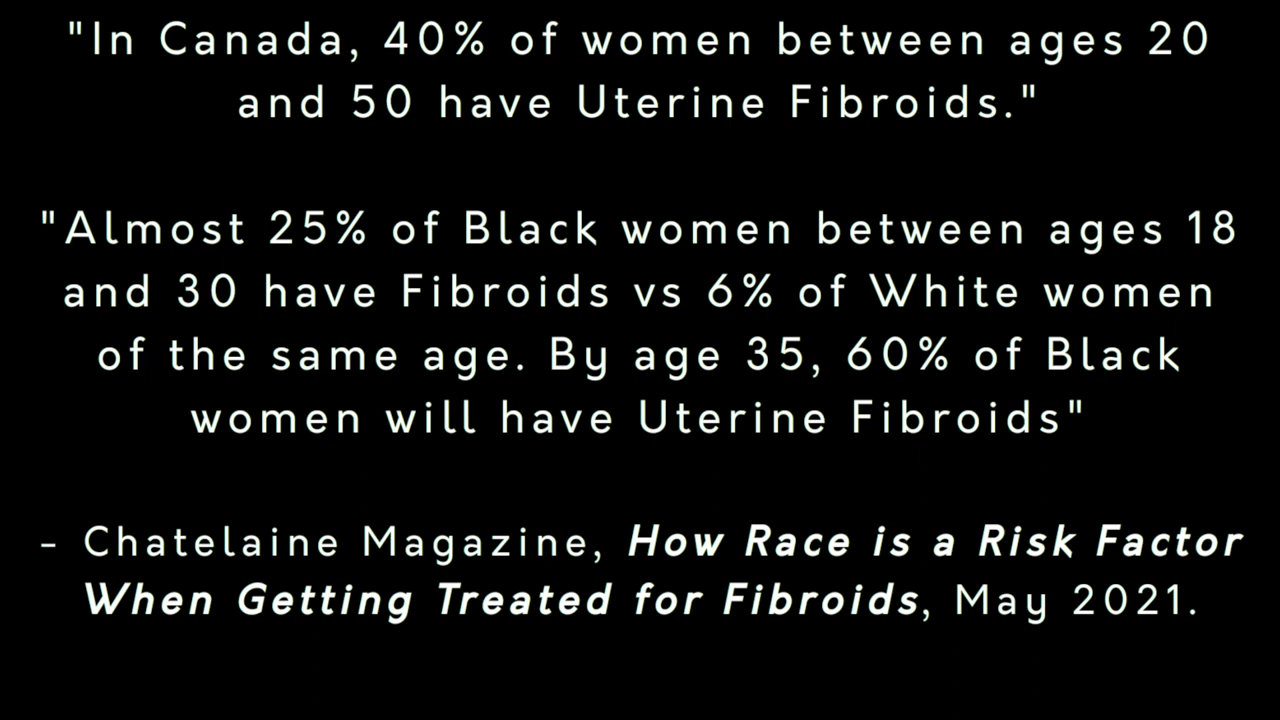 "In Canada, 40% of women between ages 20
and 50 have Uterine Fibroids."
"Almost 25% of Black women between ages 18
and 30 have Fibroids vs 6% of White women
of the same age. By age 35, 60% of Black
women will have Uterine Fibroids"
- Chatelaine Magazine, How Race is a Risk Factor
When Getting Treated for Fibroids, May 2021.